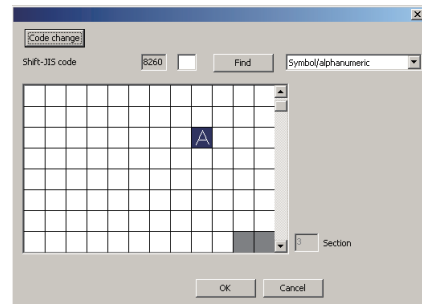 Code change
Shift-JIS code 8260 Find Symbol/alphanumeric
A
3 Section
OK Cancel